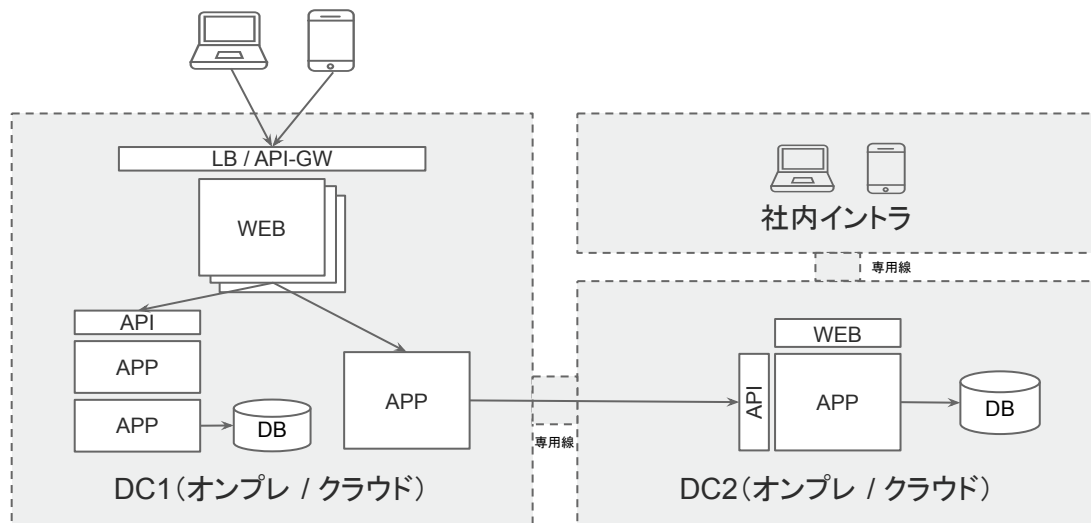 LB / API-GW
WEB
API
APP
APP
DB
APP
DC1（オンプレ / クラウド）
専用線
社内イントラ
専用線
WEB
API
APP
DB
DC2（オンプレ / クラウド）